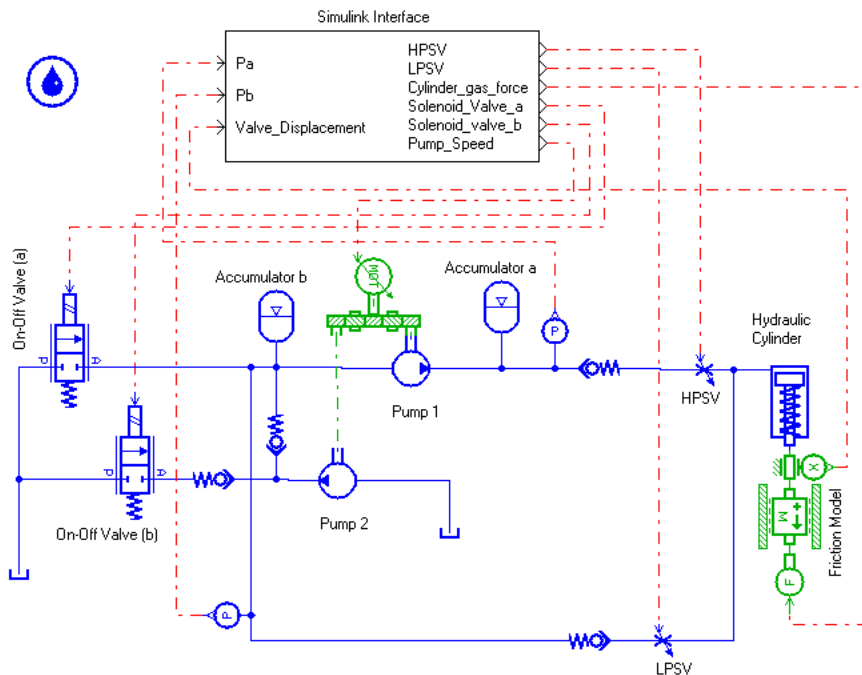 Simulink Interface
Pa
Pb
Valve_Displacement
HPSV
LPSV
Cylinder_gas_force
Solenoid_Valve_a
Solenoid_valve_b
Pump_Speed
On-Off Valve (a)
Accumulator b
MOT
Accumulator a
P
Hydraulic
Cylinder
P
A
Pump 1
HPSV
P
A
On-Off Valve (b)
Pump 2
X
M
F
Friction Model
P
LPSV